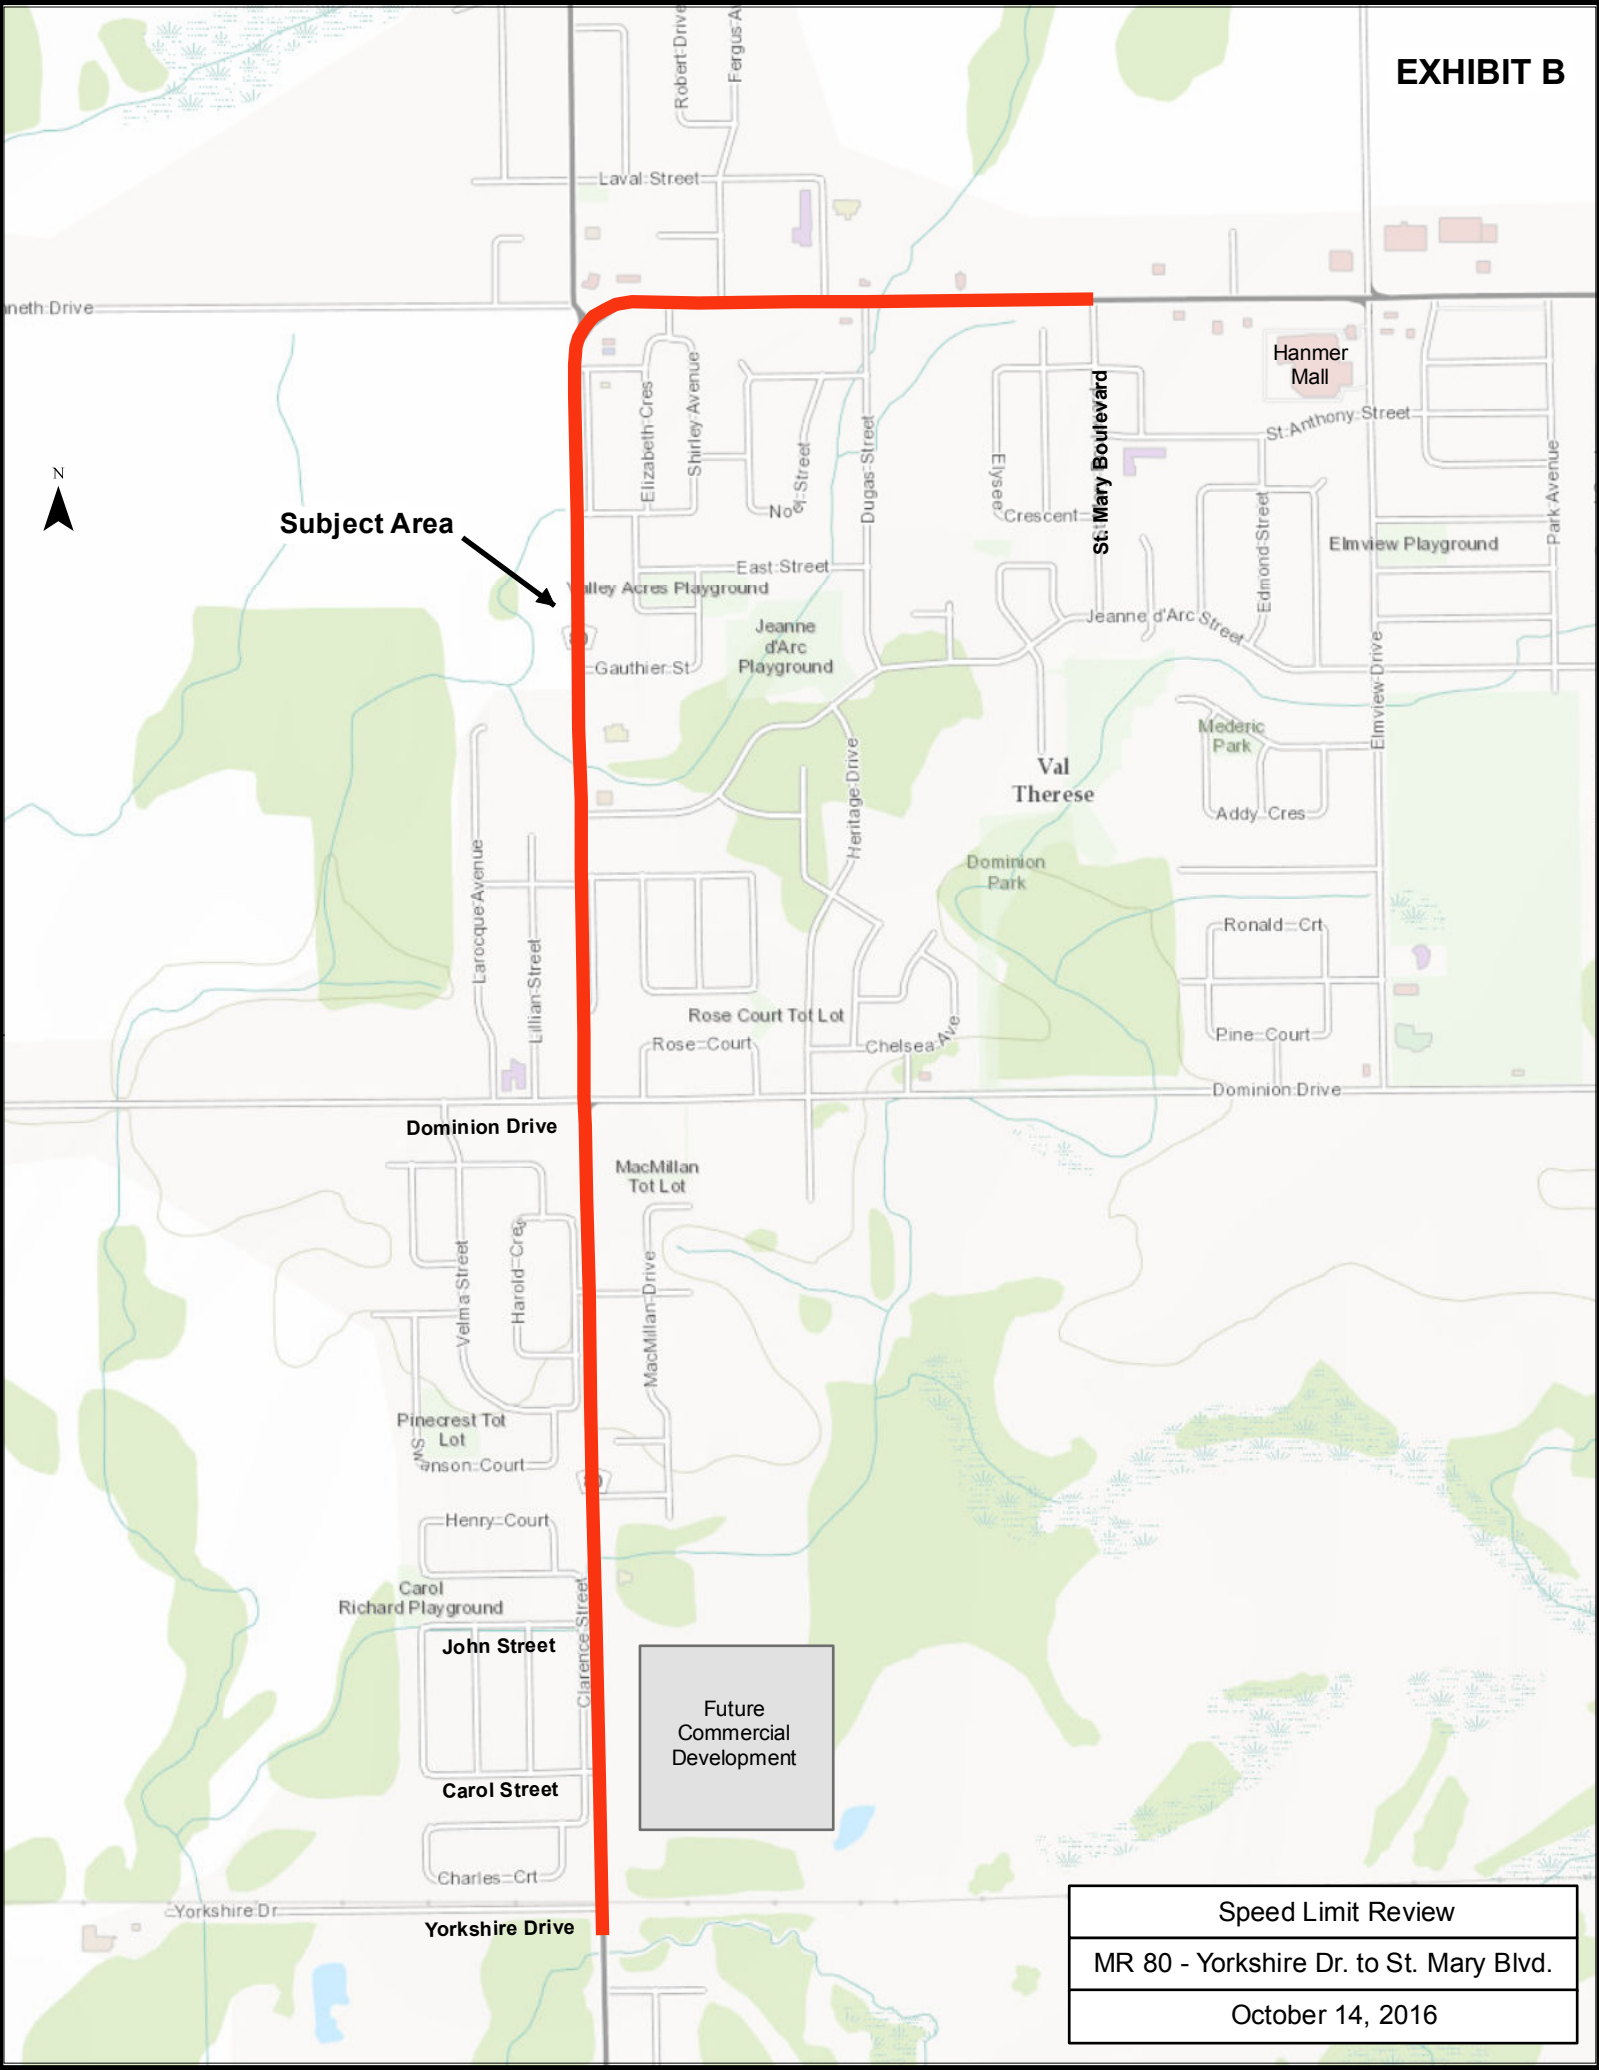 EXHIBIT B
Robert Drive
Laval Street
Hanmer
Mall
St Anthony Street
Elizabeth Cres
Shirley Avenue
Noel Street
Dugas Street
Elysee
Crescent
St. Mary Boulevard
Edmond Street
Park Avenue
N
Subject Area
Elmview Playground
East Street
Jeanne
d'Arc
Playground
Jeanne d'Arc Street
Gauthier St
Elmview Drive
Mederic
Park
Val
Therese
Addy Cres
Heritage Drive
Larocque Avenue
Lillian Street
Dominion
Park
Ronald Crt
Rose Court Tot Lot
Rose Court
Chelsea Ave
Pine Court
Dominion Drive
Dominion Drive
MacMillan
Tot Lot
Velma Street
Harold Cres
MacMillan Drive
Pinecrest Tot
Lot
Swenson Court
Henry Court
Carol
Richard Playground
Clarence Street
John Street
Future
Commercial
Development
Carol Street
Charles Crt
Yorkshire Dr
Yorkshire Drive
Speed Limit Review
MR 80 - Yorkshire Dr. to St. Mary Blvd.
October 14, 2016